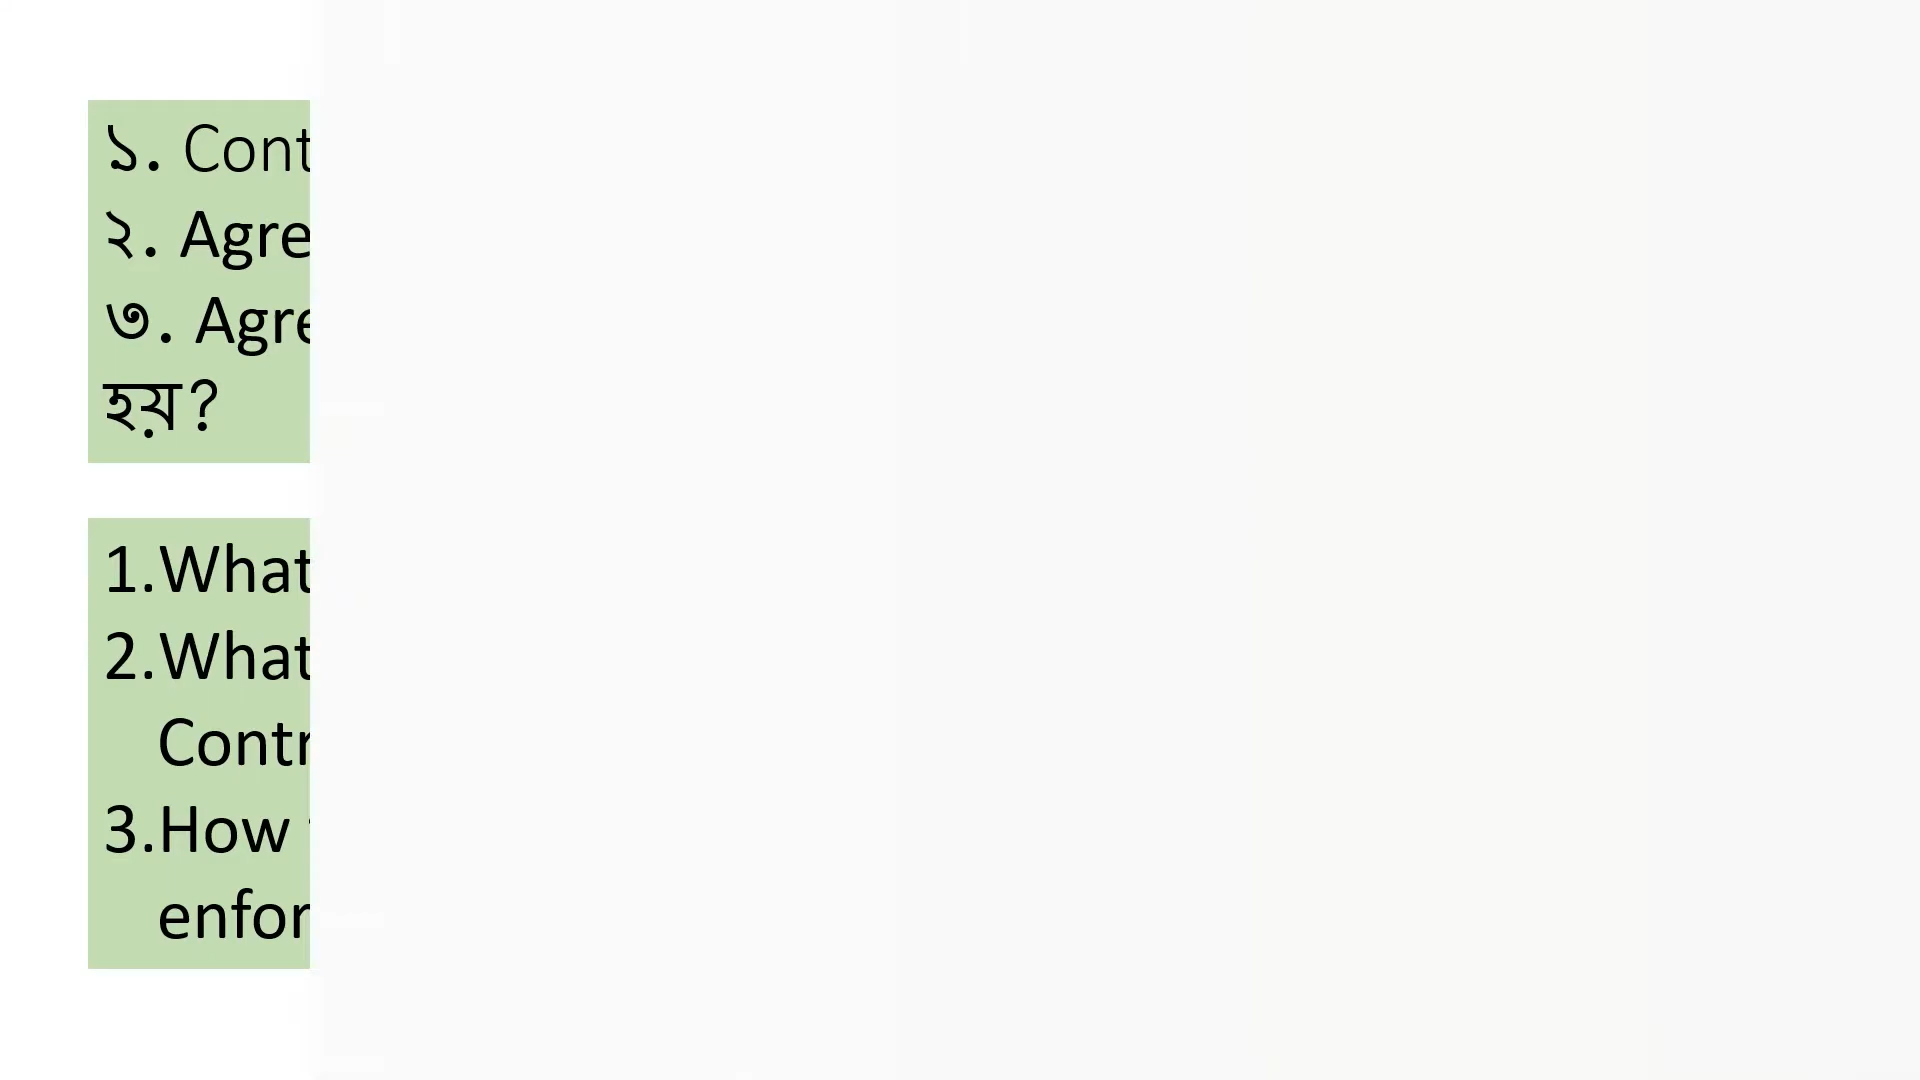 ১. Cont
২. Agre
৩. Agre
হয়?
1.What
2.What
Contr
3.How
enfor